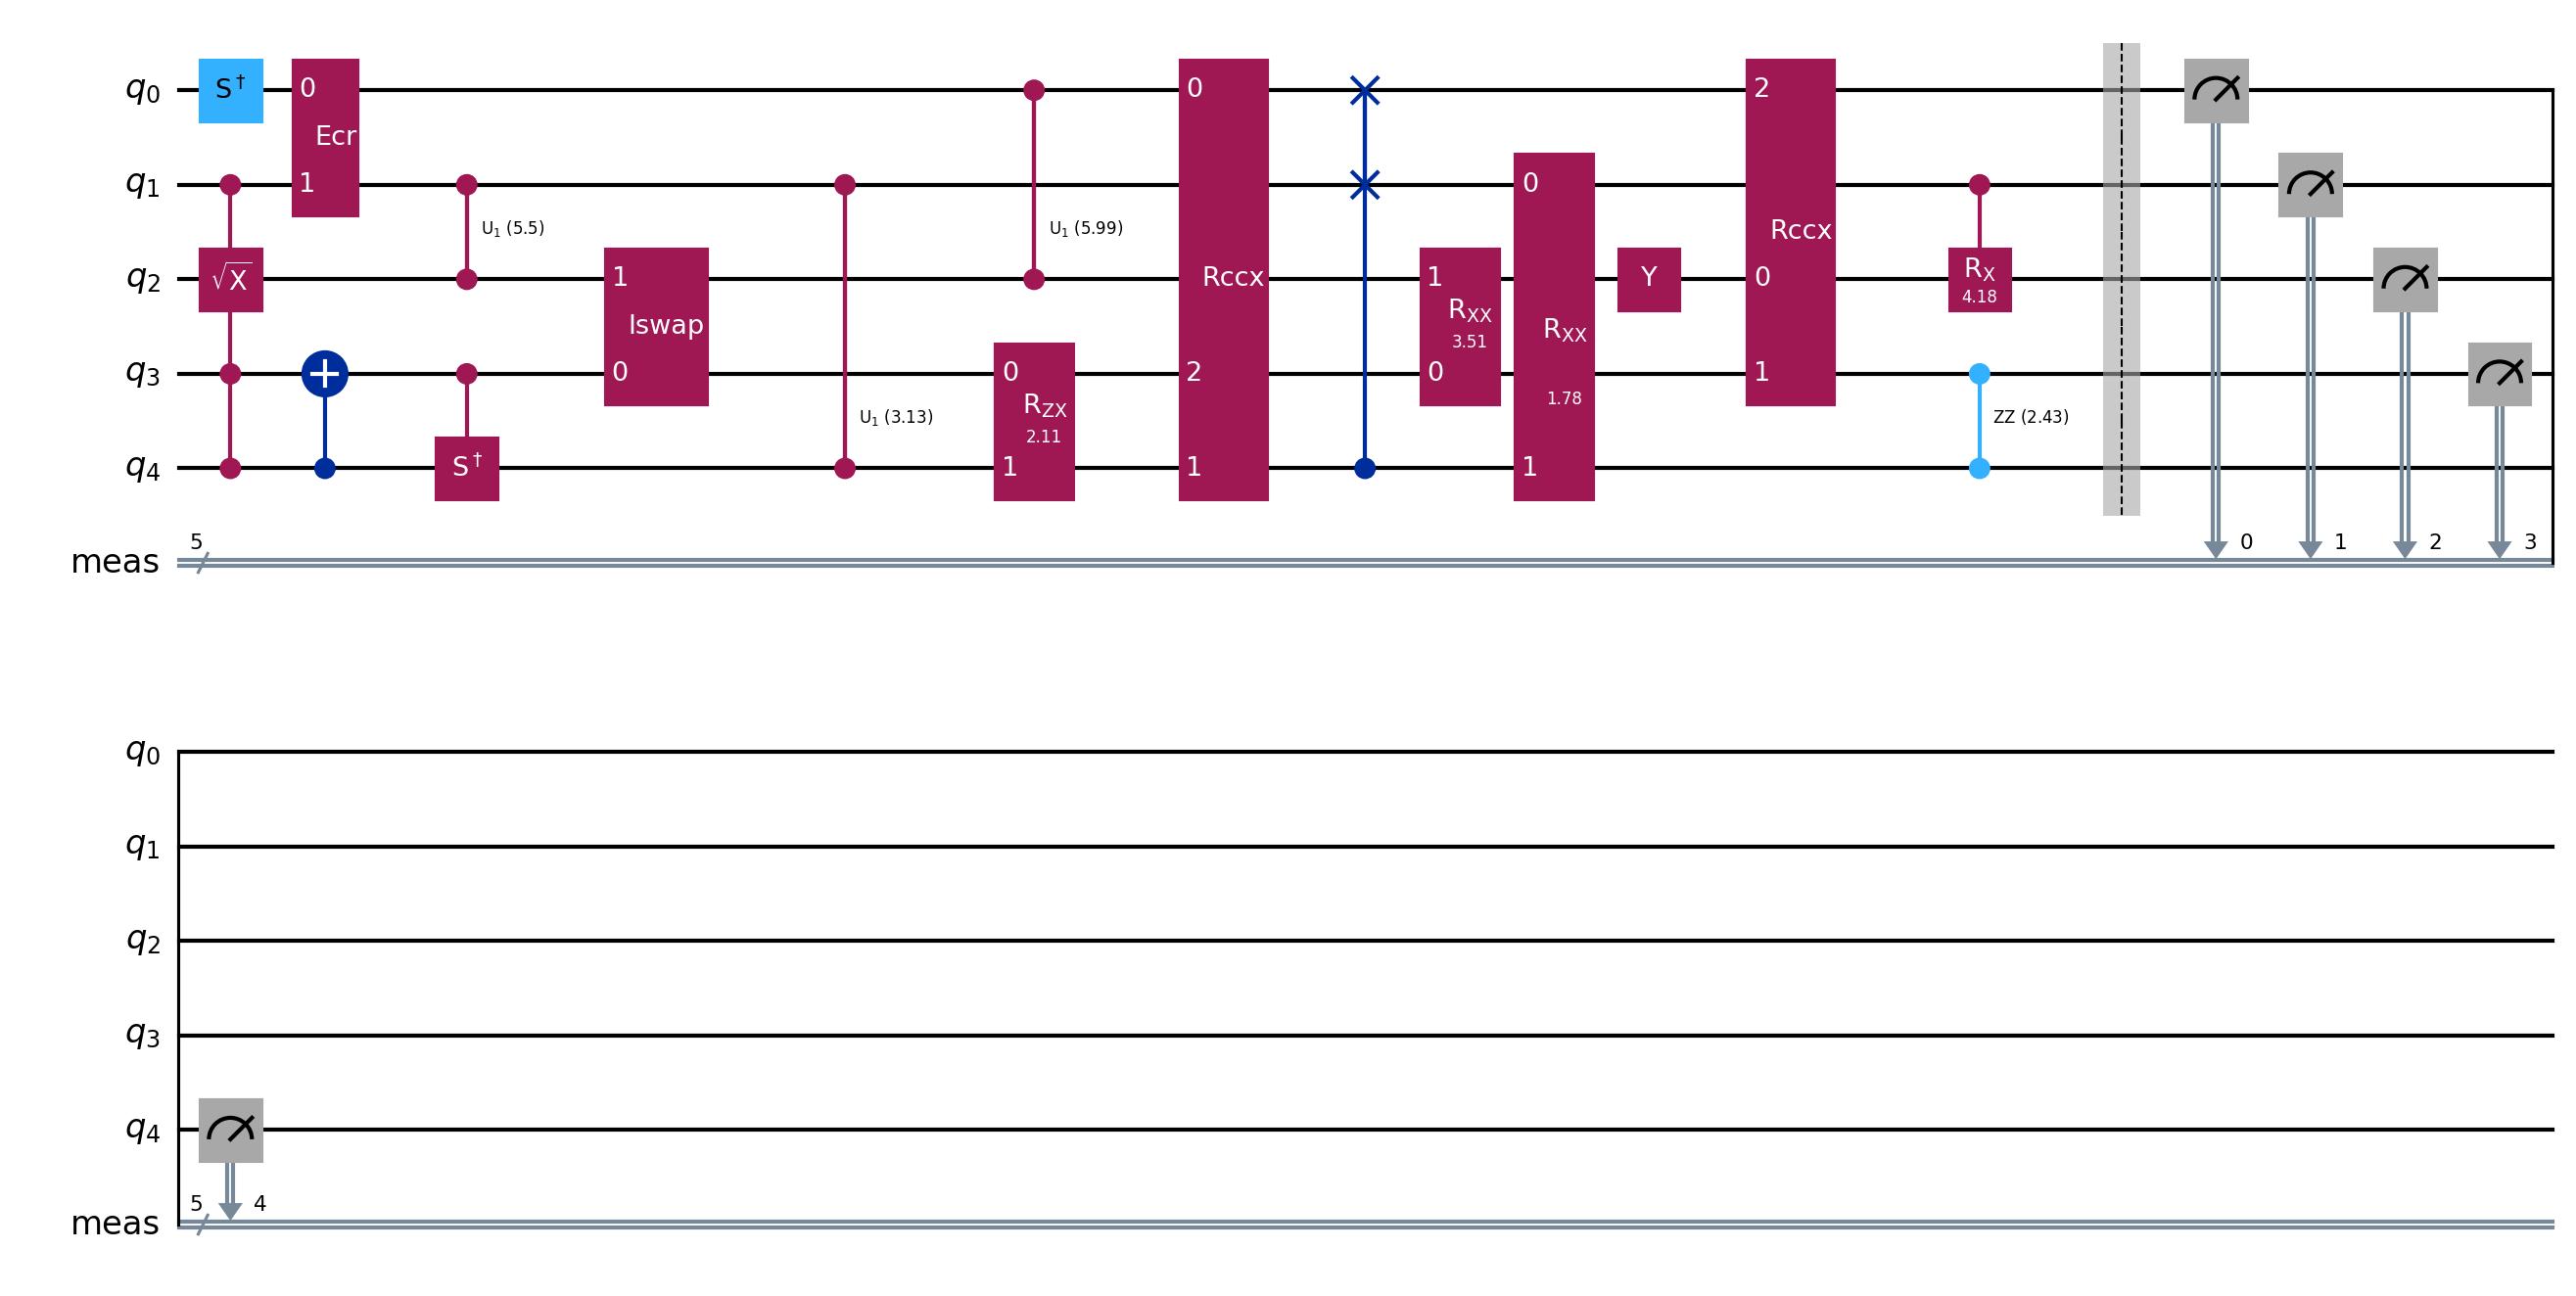 q0 S† 0 Ecr 0 2
q1 1 U1 (5.5) U1 (5.99) 0 Rccx
q2 √X 1 Iswap Rccx 1 RXX 3.51 RXX Y 0 RX 4.18
q3 0 U1 (3.13) 0 RZX 2.11 2 0 1.78 1 ZZ (2.43)
q4 S† 1 1 1
meas 5 0 1 2 3
q0
q1
q2
q3
q4
meas 5 4